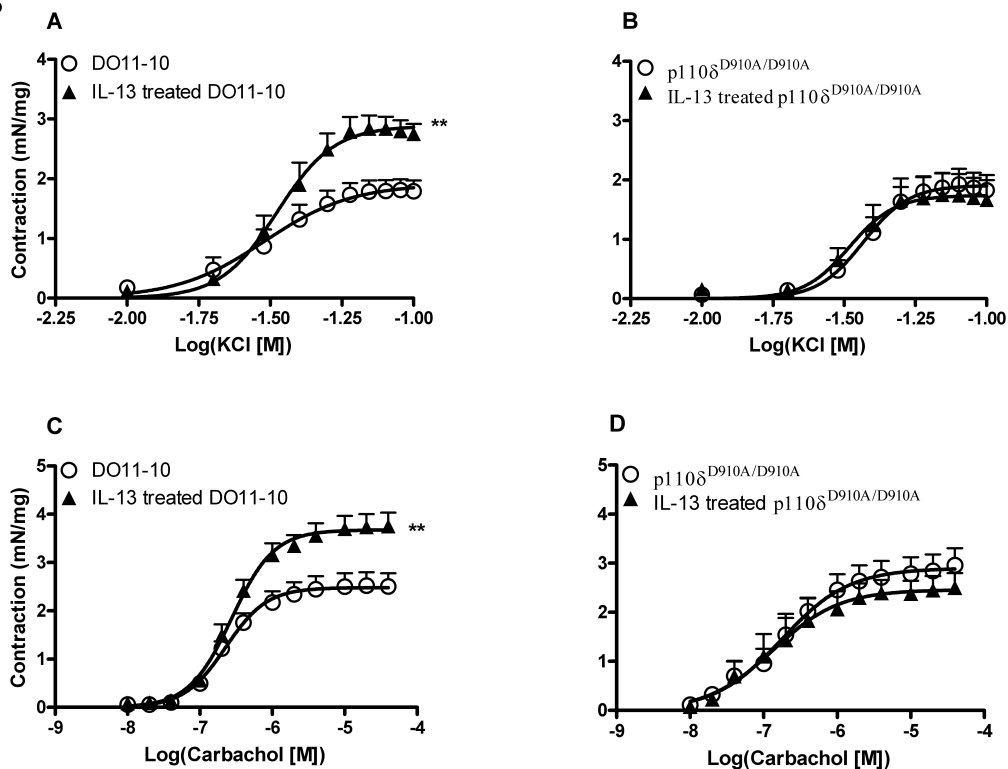 A
DO11-10
IL-13 treated DO11-10
4
3
2
1
0
**
-2.25 -2.00 -1.75 -1.50 -1.25 -1.00
Log(KCl [M])
Contraction (mN/mg)
B
p110δD910A/D910A
IL-13 treated p110δD910A/D910A
4
3
2
1
0
-2.25 -2.00 -1.75 -1.50 -1.25 -1.00
Log(KCl [M])
C
DO11-10
IL-13 treated DO11-10
5
4
3
2
1
0
**
-9 -8 -7 -6 -5 -4
Log(Carbachol [M])
Contraction (mN/mg)
D
p110δD910A/D910A
IL-13 treated p110δD910A/D910A
5
4
3
2
1
0
-9 -8 -7 -6 -5 -4
Log(Carbachol [M])